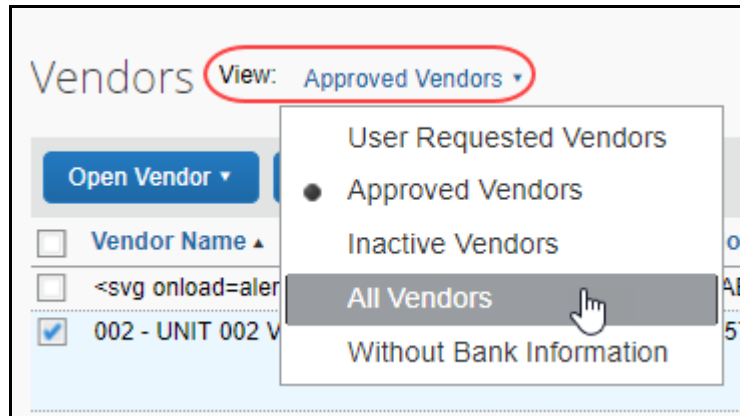 Vendors View: Approved Vendors
User Requested Vendors
Open Vendor
Approved Vendors
Vendor Name
Inactive Vendors
<svg onload=aler
All Vendors
002 - UNIT 002 V
Without Bank Information